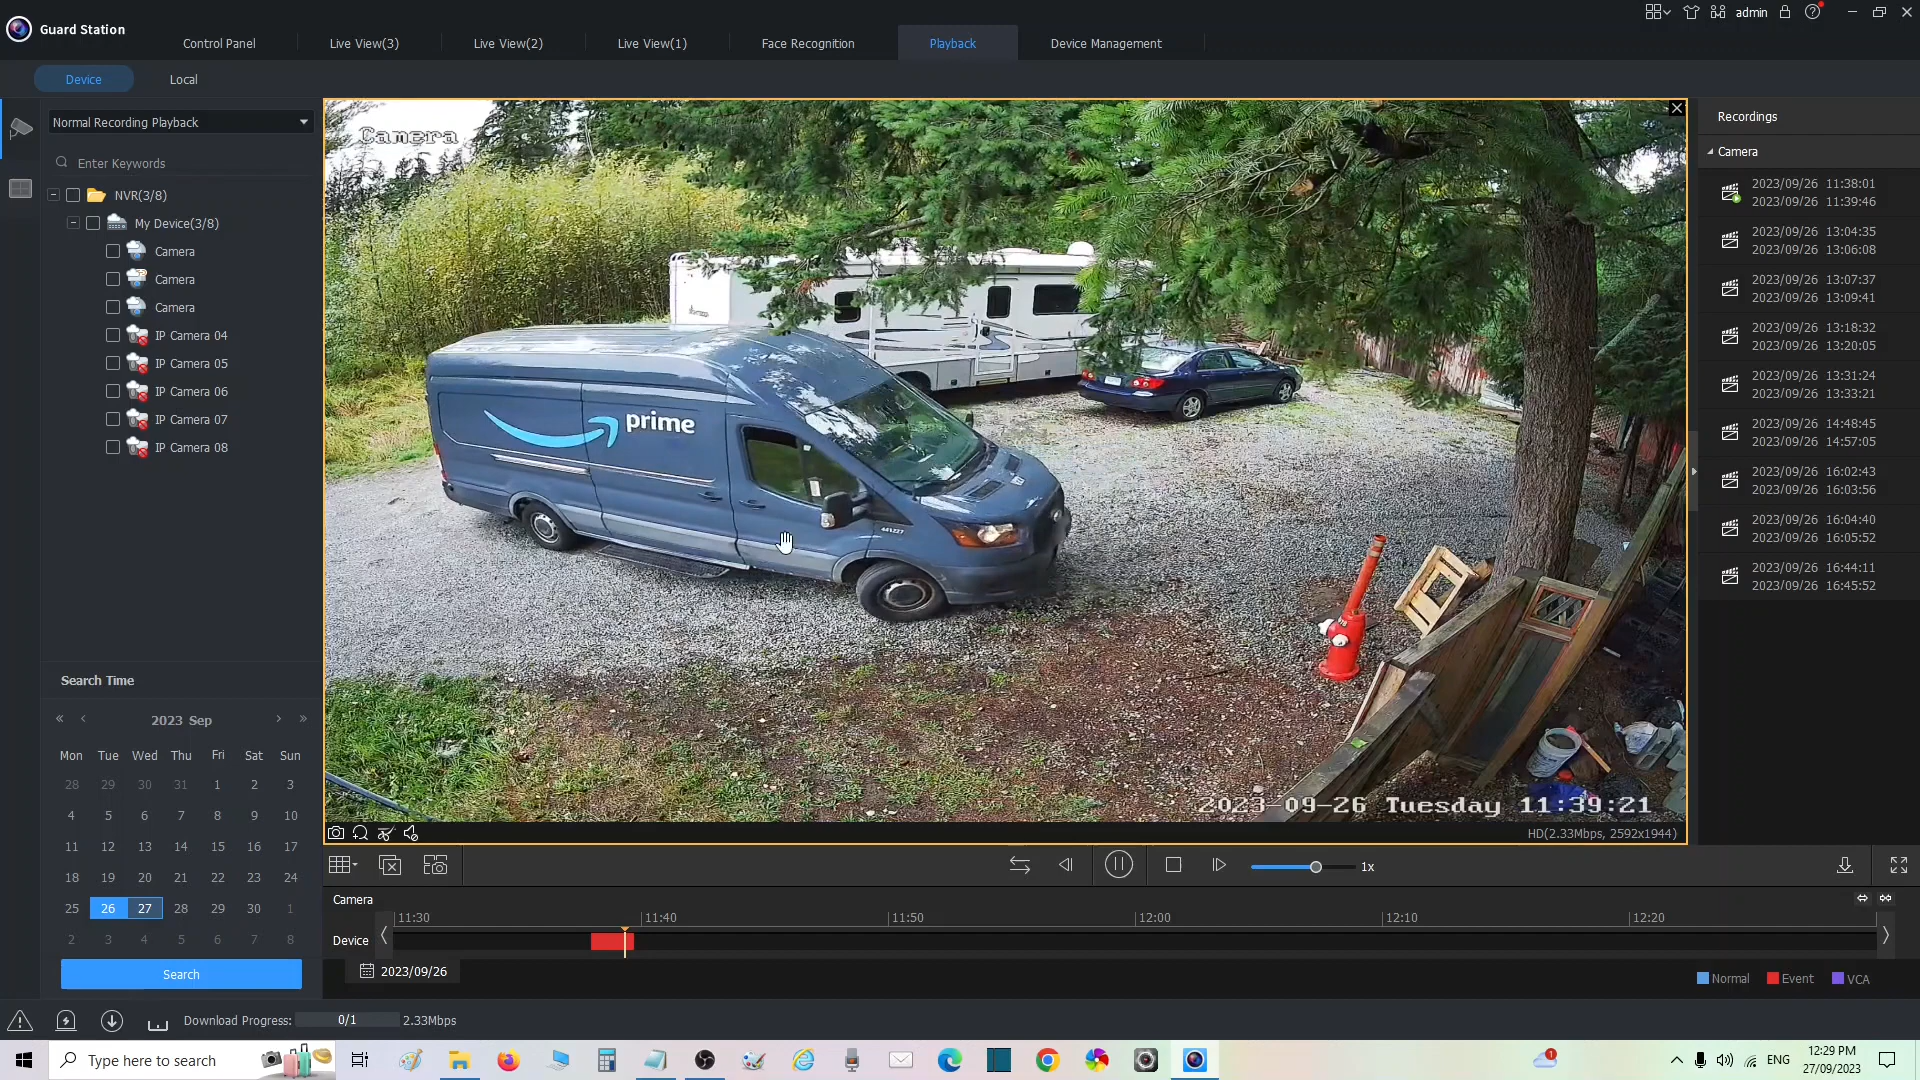 Guard Station
Control Panel
Live View(3)
Live View(2)
Live View(1)
Face Recognition
Playback
Device Management
admin
Device
Local
Normal Recording Playback
Enter Keywords
NVR(3/8)
My Device(3/8)
Camera
Camera
Camera
IP Camera 04
IP Camera 05
IP Camera 06
IP Camera 07
IP Camera 08
Search Time
2023 Sep
Mon Tue Wed Thu Fri Sat Sun
28 29 30 31 1 2 3
4 5 6 7 8 9 10
11 12 13 14 15 16 17
18 19 20 21 22 23 24
25 26 27 28 29 30 1
2 3 4 5 6 7 8
Search
Camera
prime
2023-09-26 Tuesday 11:39:21
HD(2.33Mbps, 2592x1944)
1x
Recordings
Camera
2023/09/26 11:38:01
2023/09/26 11:39:46
2023/09/26 13:04:35
2023/09/26 13:06:08
2023/09/26 13:07:37
2023/09/26 13:09:41
2023/09/26 13:18:32
2023/09/26 13:20:05
2023/09/26 13:31:24
2023/09/26 13:33:21
2023/09/26 14:48:45
2023/09/26 14:57:05
2023/09/26 16:02:43
2023/09/26 16:03:56
2023/09/26 16:04:40
2023/09/26 16:05:52
2023/09/26 16:44:11
2023/09/26 16:45:52
Camera
11:30 11:40 11:50 12:00 12:10 12:20
Device
2023/09/26
Normal Event VCA
Download Progress: 0/1 2.33Mbps
Type here to search
1
ENG
12:29 PM
27/09/2023